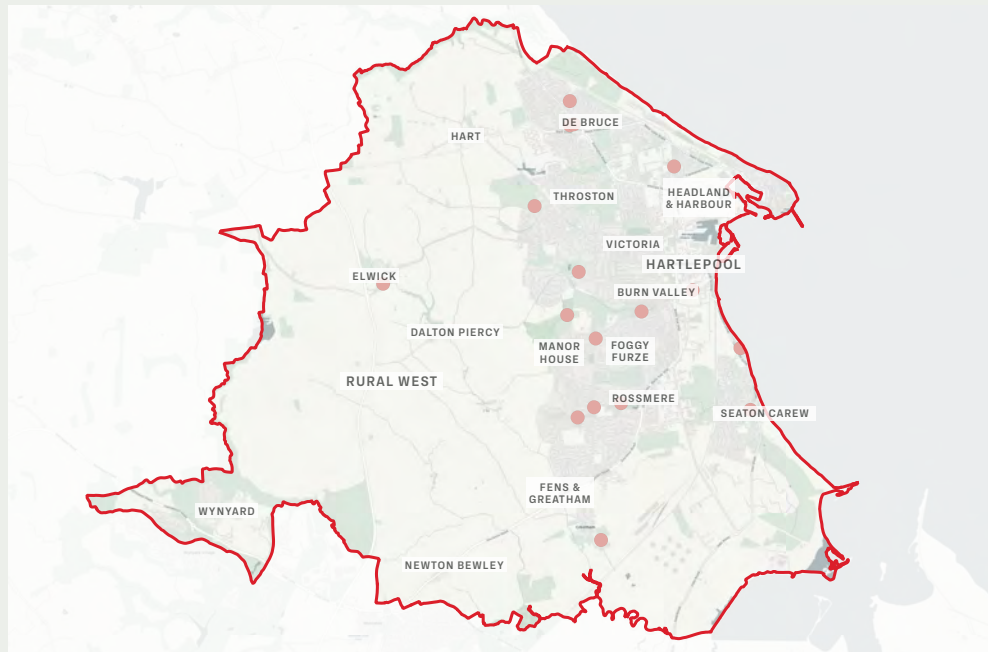 DE BRUCE
HART
HEADLAND
& HARBOUR
THROSTON
VICTORIA
HARTLEPOOL
ELWICK
BURN VALLEY
DALTON PIERCY
MANOR
HOUSE
FOGGY
FURZE
RURAL WEST
ROSSMERE
SEATON CAREW
FENS &
GREATHAM
WYNYARD
NEWTON BEWLEY